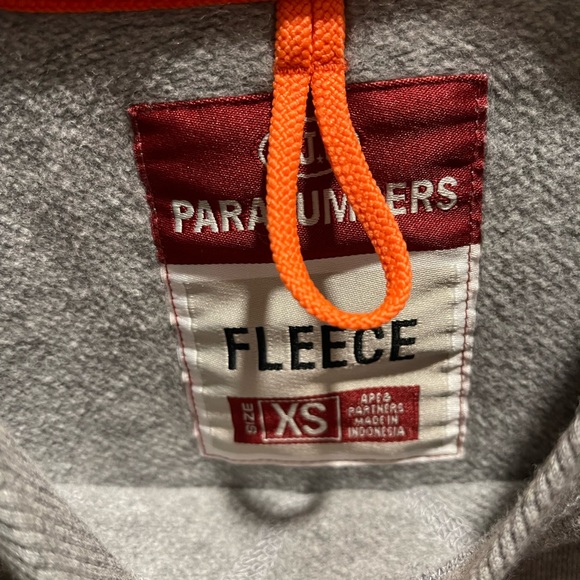 J.
PARAJUMPERS
FLEECE
SIZE
XS
APE&
PARTNERS
MADE IN
INDONESIA